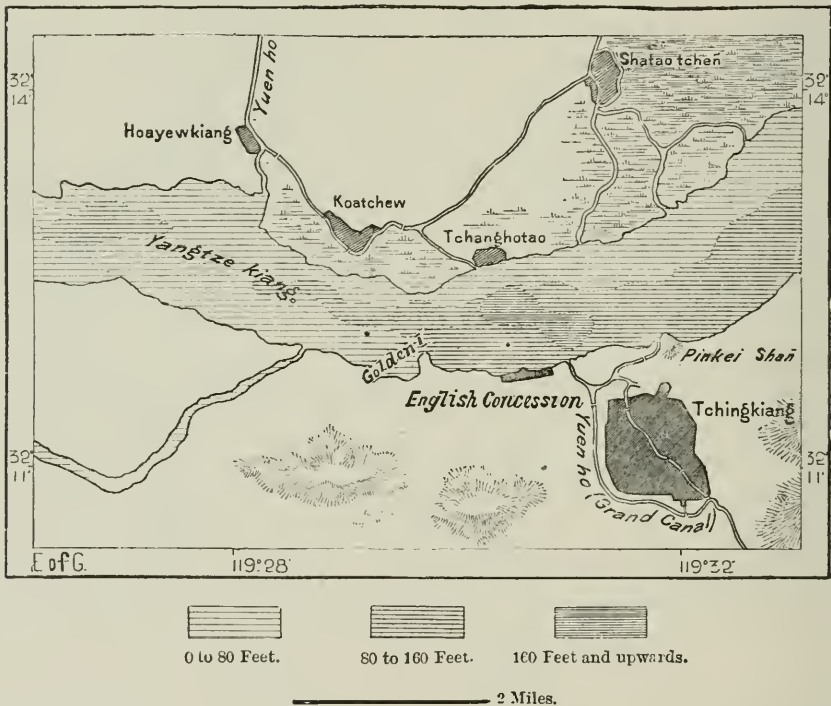 Yuen ho
Shatao tchen
32°
14'
32°
14'
Hoayewkiang
Koatchew
Tchanghotao
Yangtze kiang.
Golden-I
Pinkei Shan
English Concession
Tchingkiang
Yuen ho (Grand Canal)
32°
11'
32°
11'
E of G.
119°28'
119°32'
0 to 80 Feet.
80 to 160 Feet.
160 Feet and upwards.
2 Miles.